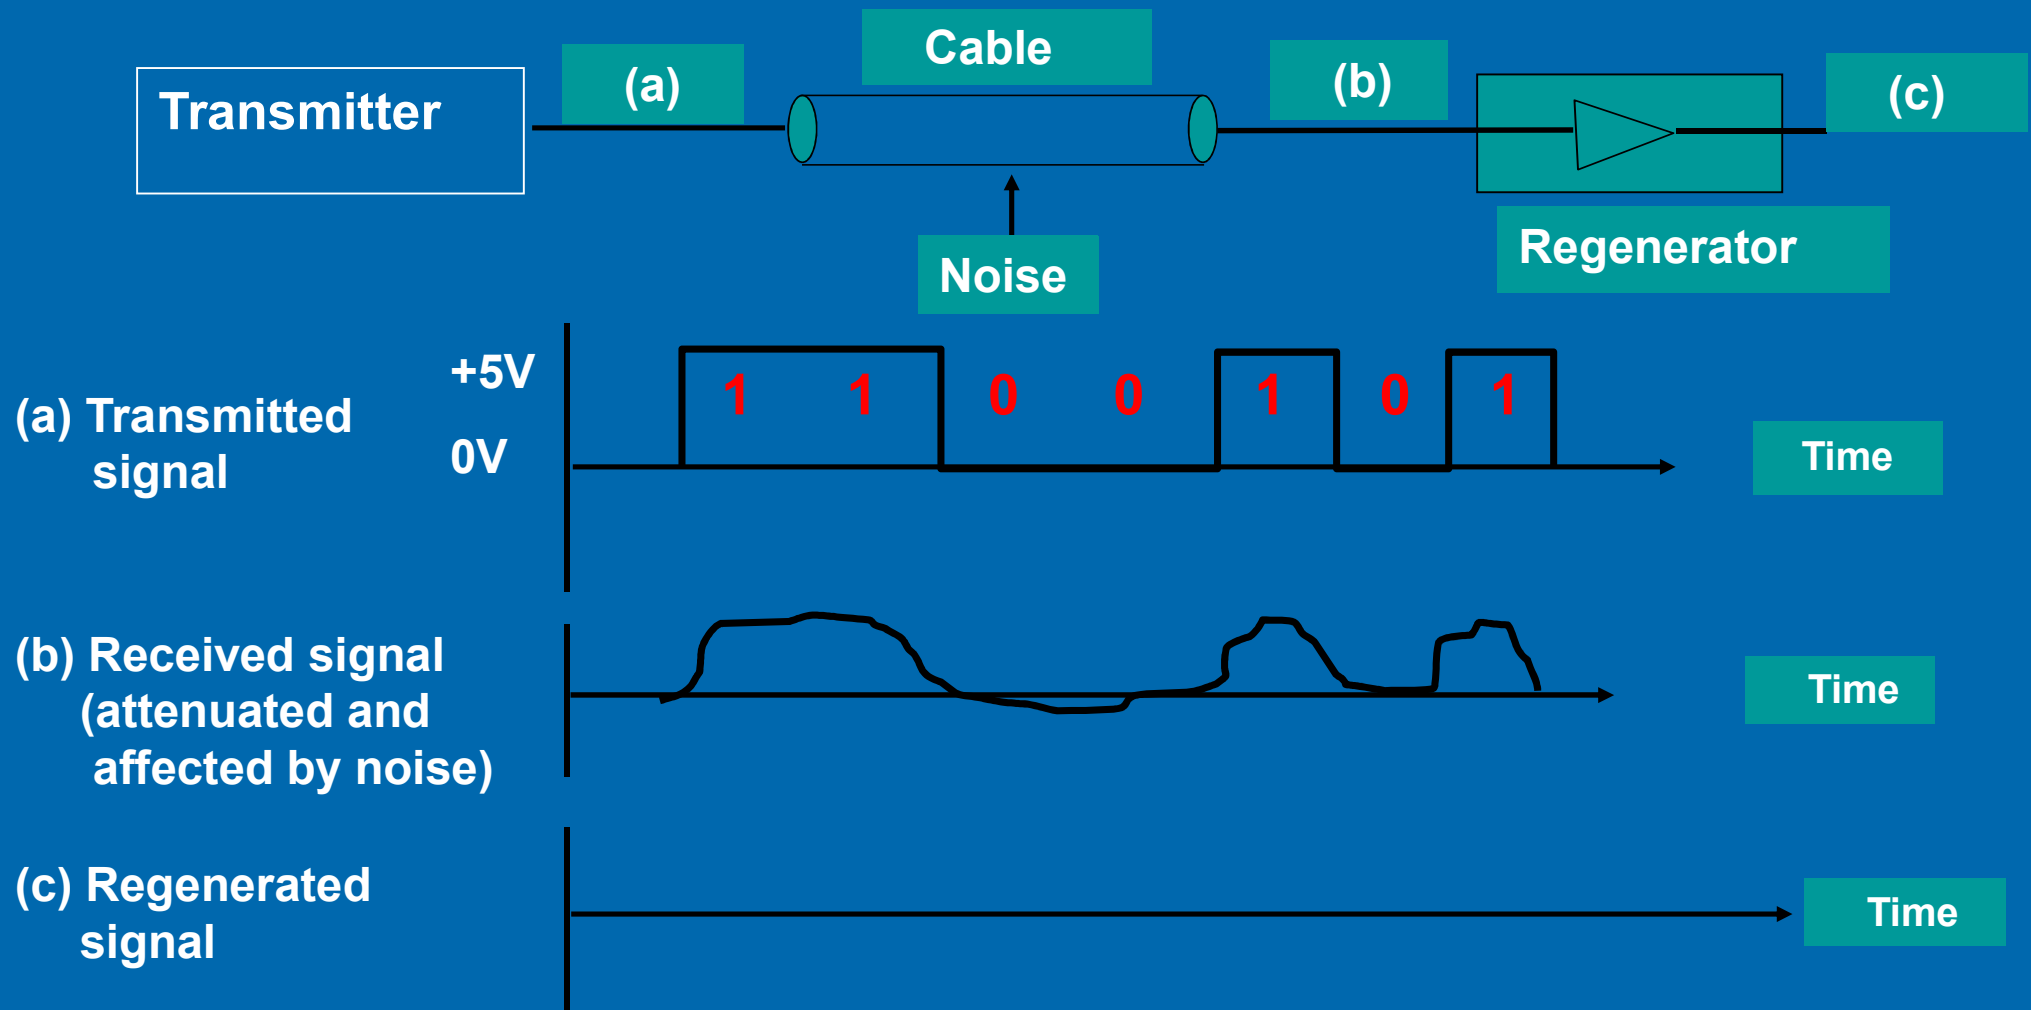 Transmitter
(a)
Cable
(b)
(c)
Noise
Regenerator
(a) Transmitted
signal
+5V
0V
1 1 0 0 1 0 1
Time
(b) Received signal
(attenuated and
affected by noise)
Time
(c) Regenerated
signal
Time